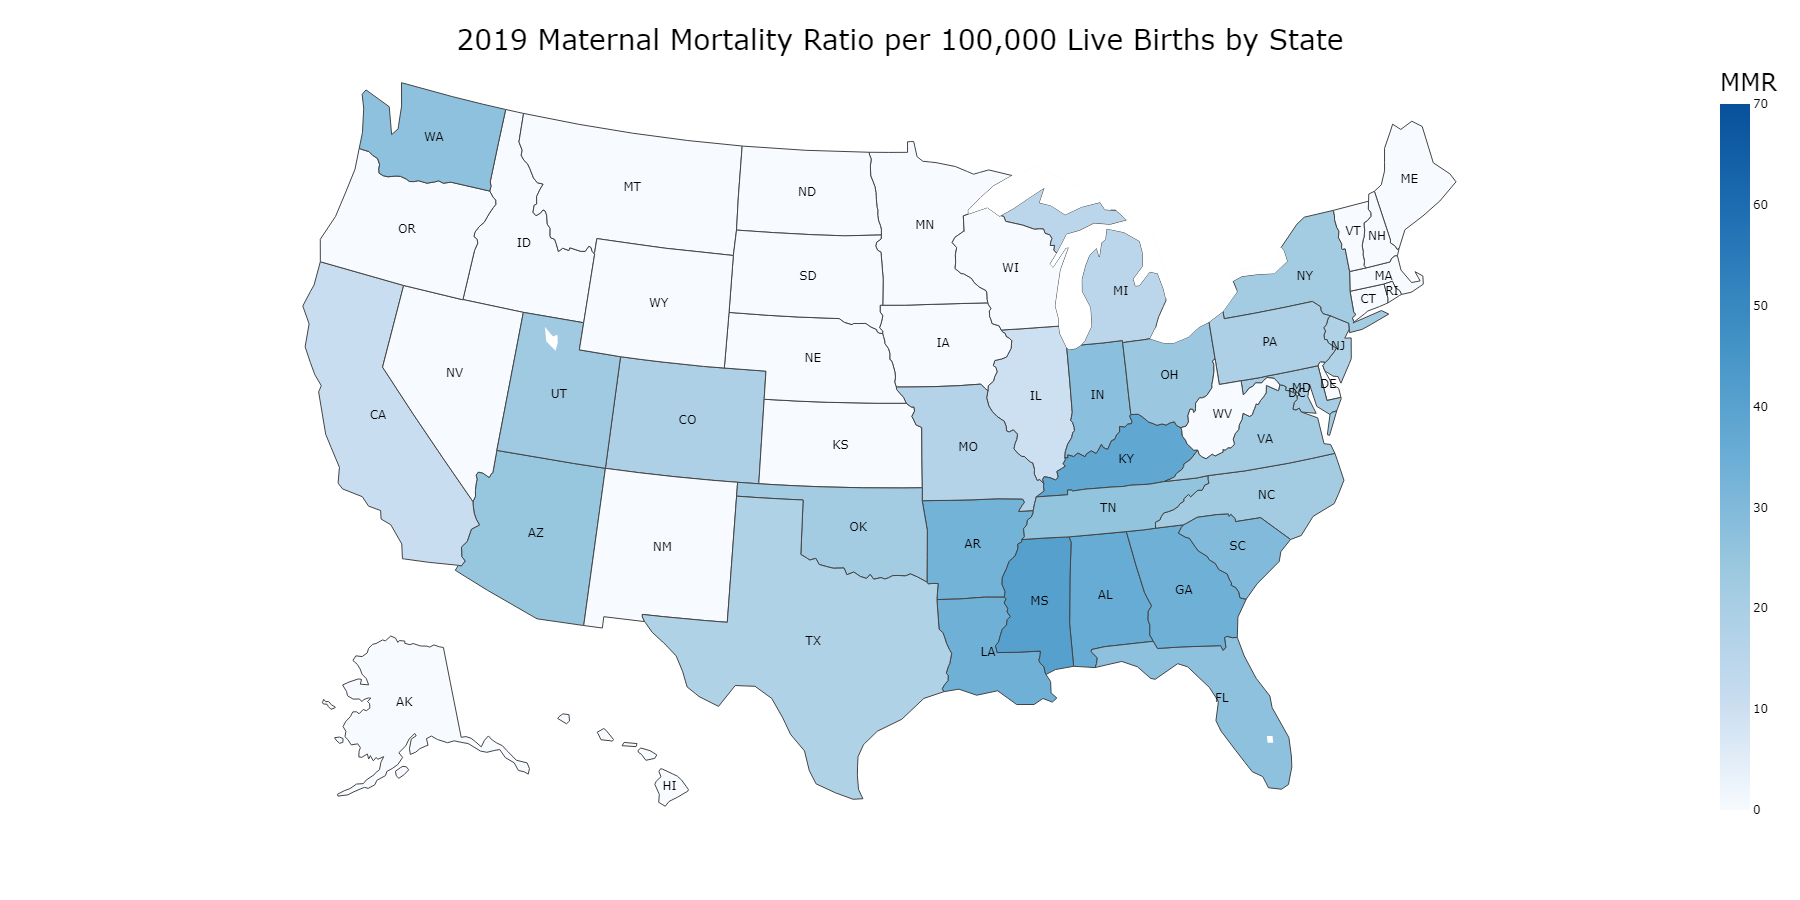 2019 Maternal Mortality Ratio per 100,000 Live Births by State
MMR
70
60
50
40
30
20
10
0
WA
MT
ND
MN
ME
OR
ID
SD
WI
MI
VT
NH
NY
MA
RI
CT
WY
NE
IA
PA
NJ
NV
UT
CO
IL
IN
OH
DE
MD
DC
CA
KS
MO
WV
VA
KY
AZ
NM
OK
AR
TN
NC
SC
TX
LA
MS
AL
GA
FL
AK
HI